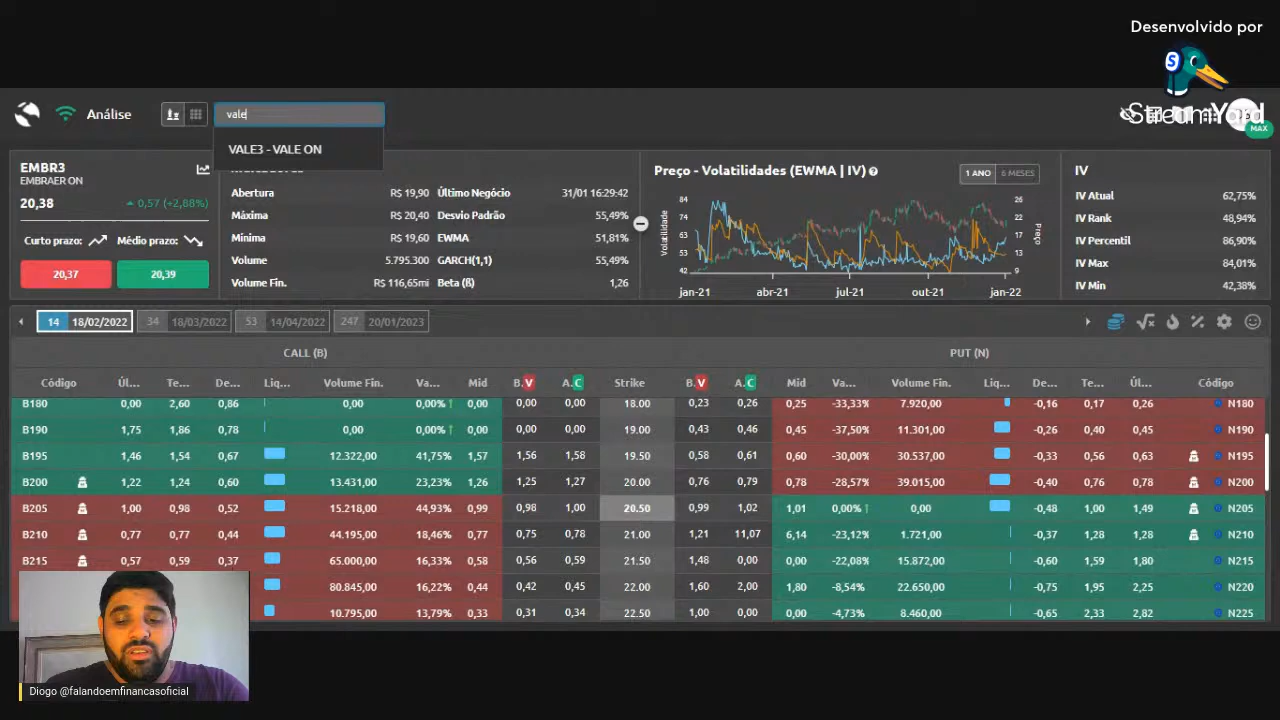 Desenvolvido por
StreamYard
MAX
Análise
vale
VALE3 - VALE ON
EMBR3
EMBRAER ON
20,38
0,57 (+2,88%)
Curto prazo: Médio prazo:
20,37 20,39
Abertura R$ 19,90 Último Negócio 31/01 16:29:42
Máxima R$ 20,40 Desvio Padrão 55,49%
Mínima R$ 19,60 EWMA 51,81%
Volume 5.795.300 GARCH(1,1) 55,49%
Volume Fin. R$ 116,65mi Beta (ß) 1,26
Preço - Volatilidades (EWMA | IV)
1 ANO 6 MESES
Volatilidade
84
74
63
53
42
26
22
17
13
9
Preço
jan-21 abr-21 jul-21 out-21 jan-22
IV
IV Atual 62,75%
IV Rank 48,94%
IV Percentil 86,90%
IV Max 84,01%
IV Min 42,38%
14 18/02/2022 34 18/03/2022 53 14/04/2022 247 20/01/2023
CALL (B) PUT (N)
Código Úl... Te... De... Liq... Volume Fin. Va... Mid B.V A.C Strike B.V A.C Mid Va... Volume Fin. Liq... De... Te... Úl... Código
B180 0,00 2,60 0,86 0,00 0,00% 0,00 0,00 0,00 18.00 0,23 0,26 0,25 -33,33% 7.920,00 -0,16 0,17 0,26 N180
B190 1,75 1,86 0,78 0,00 0,00% 0,00 0,00 0,00 19.00 0,43 0,46 0,45 -37,50% 11.301,00 -0,26 0,40 0,45 N190
B195 1,46 1,54 0,67 12.322,00 41,75% 1,57 1,56 1,58 19.50 0,58 0,61 0,60 -30,00% 30.537,00 -0,33 0,56 0,63 N195
B200 1,22 1,24 0,60 13.431,00 23,23% 1,26 1,25 1,27 20.00 0,76 0,79 0,78 -28,57% 39.015,00 -0,40 0,76 0,78 N200
B205 1,00 0,98 0,52 15.218,00 44,93% 0,99 0,98 1,00 20.50 0,99 1,02 1,01 0,00% 0,00 -0,48 1,00 1,49 N205
B210 0,77 0,77 0,44 44.195,00 18,46% 0,77 0,75 0,78 21.00 1,21 11,07 6,14 -23,12% 1.721,00 -0,37 1,28 1,28 N210
B215 0,57 0,59 0,37 65.000,00 16,33% 0,58 0,56 0,59 21.50 1,48 0,00 0,00 -22,08% 15.872,00 -0,60 1,59 1,80 N215
80.845,00 16,22% 0,44 0,42 0,45 22.00 1,60 2,00 1,80 -8,54% 22.650,00 -0,75 1,95 2,25 N220
10.795,00 13,79% 0,33 0,31 0,34 22.50 1,00 0,00 0,00 -4,73% 8.460,00 -0,65 2,33 2,82 N225
Diogo @falandoemfinancasoficial